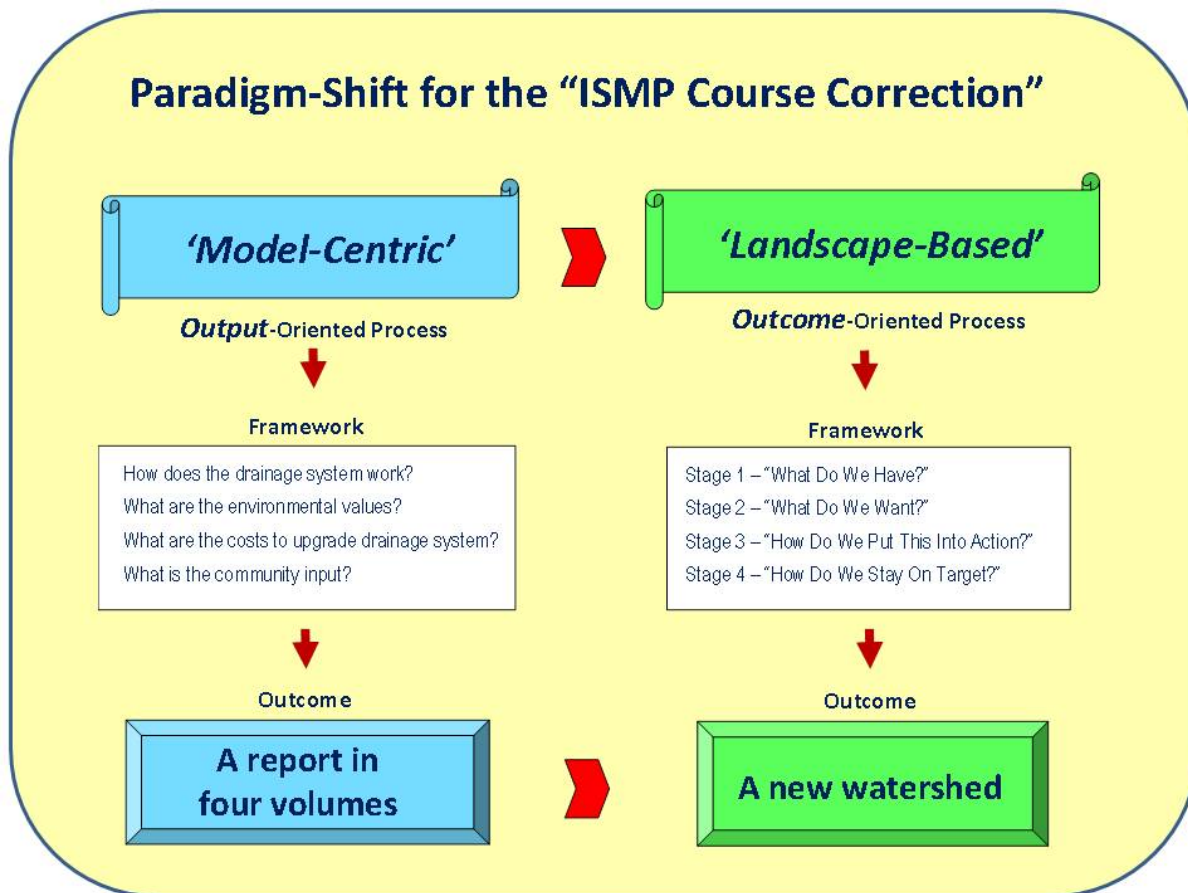 Paradigm-Shift for the “ISMP Course Correction”
‘Model-Centric’
Output-Oriented Process
Framework
How does the drainage system work?
What are the environmental values?
What are the costs to upgrade drainage system?
What is the community input?
Outcome
A report in
four volumes
‘Landscape-Based’
Outcome-Oriented Process
Framework
Stage 1 – “What Do We Have?”
Stage 2 – “What Do We Want?”
Stage 3 – “How Do We Put This Into Action?”
Stage 4 – “How Do We Stay On Target?”
Outcome
A new watershed